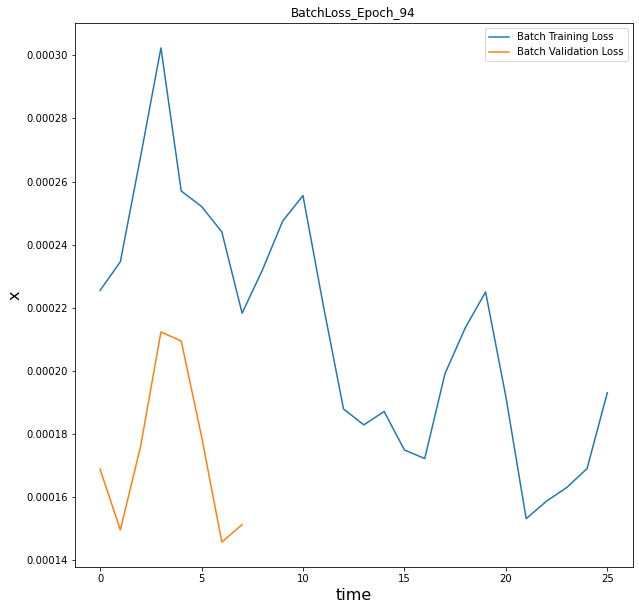 BatchLoss_Epoch_94
Batch Training Loss
Batch Validation Loss
0.00030
0.00028
0.00026
0.00024
0.00022
0.00020
0.00018
0.00016
0.00014
x
0 5 10 15 20 25
time